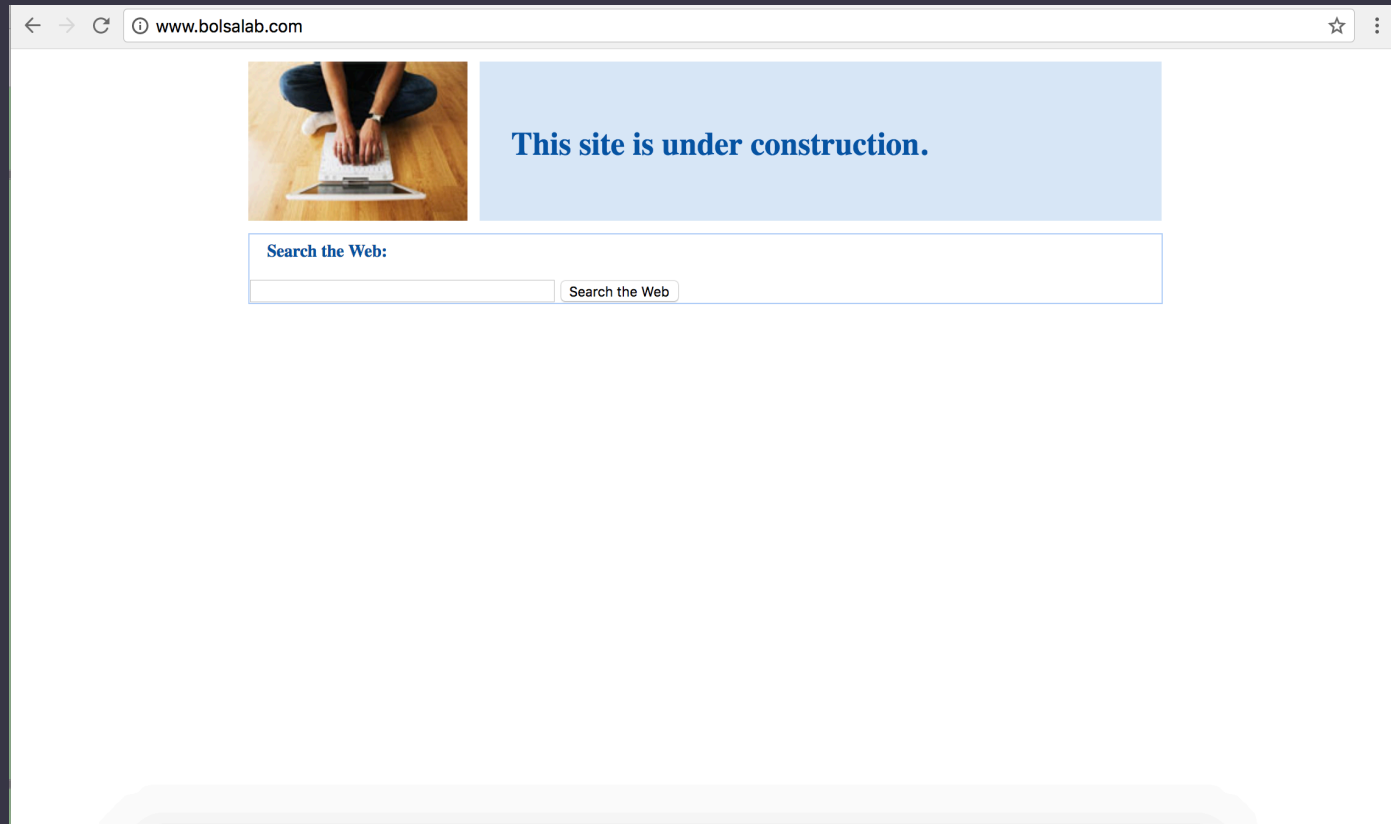 www.bolsalab.com
This site is under construction.
Search the Web:
Search the Web